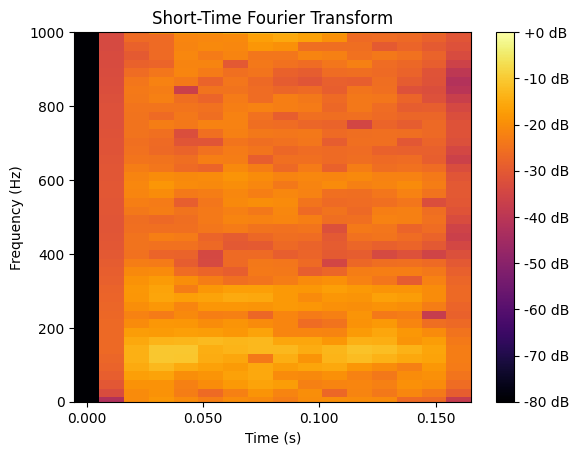 Short-Time Fourier Transform
1000
800
600
400
200
0
Frequency (Hz)
0.000
0.050
0.100
0.150
Time (s)
+0 dB
-10 dB
-20 dB
-30 dB
-40 dB
-50 dB
-60 dB
-70 dB
-80 dB